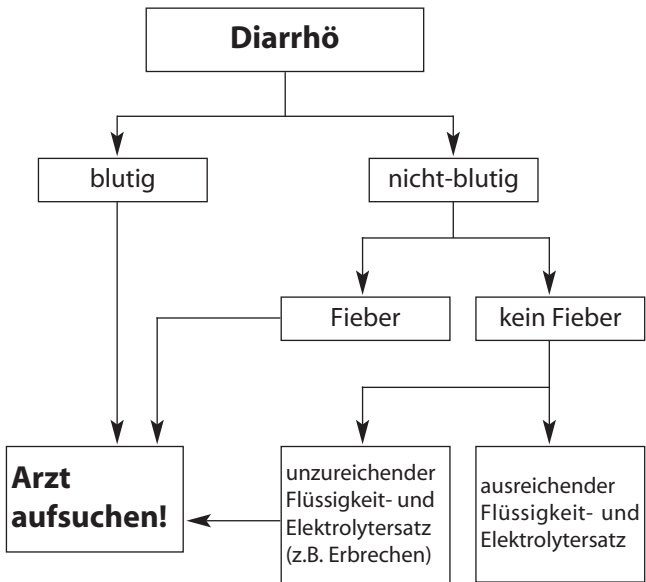 Diarrhö
blutig
nicht-blutig
Fieber
kein Fieber
Arzt
aufsuchen!
unzureichender
Flüssigkeit- und
Elektrolytersatz
(z.B. Erbrechen)
ausreichender
Flüssigkeit- und
Elektrolytersatz